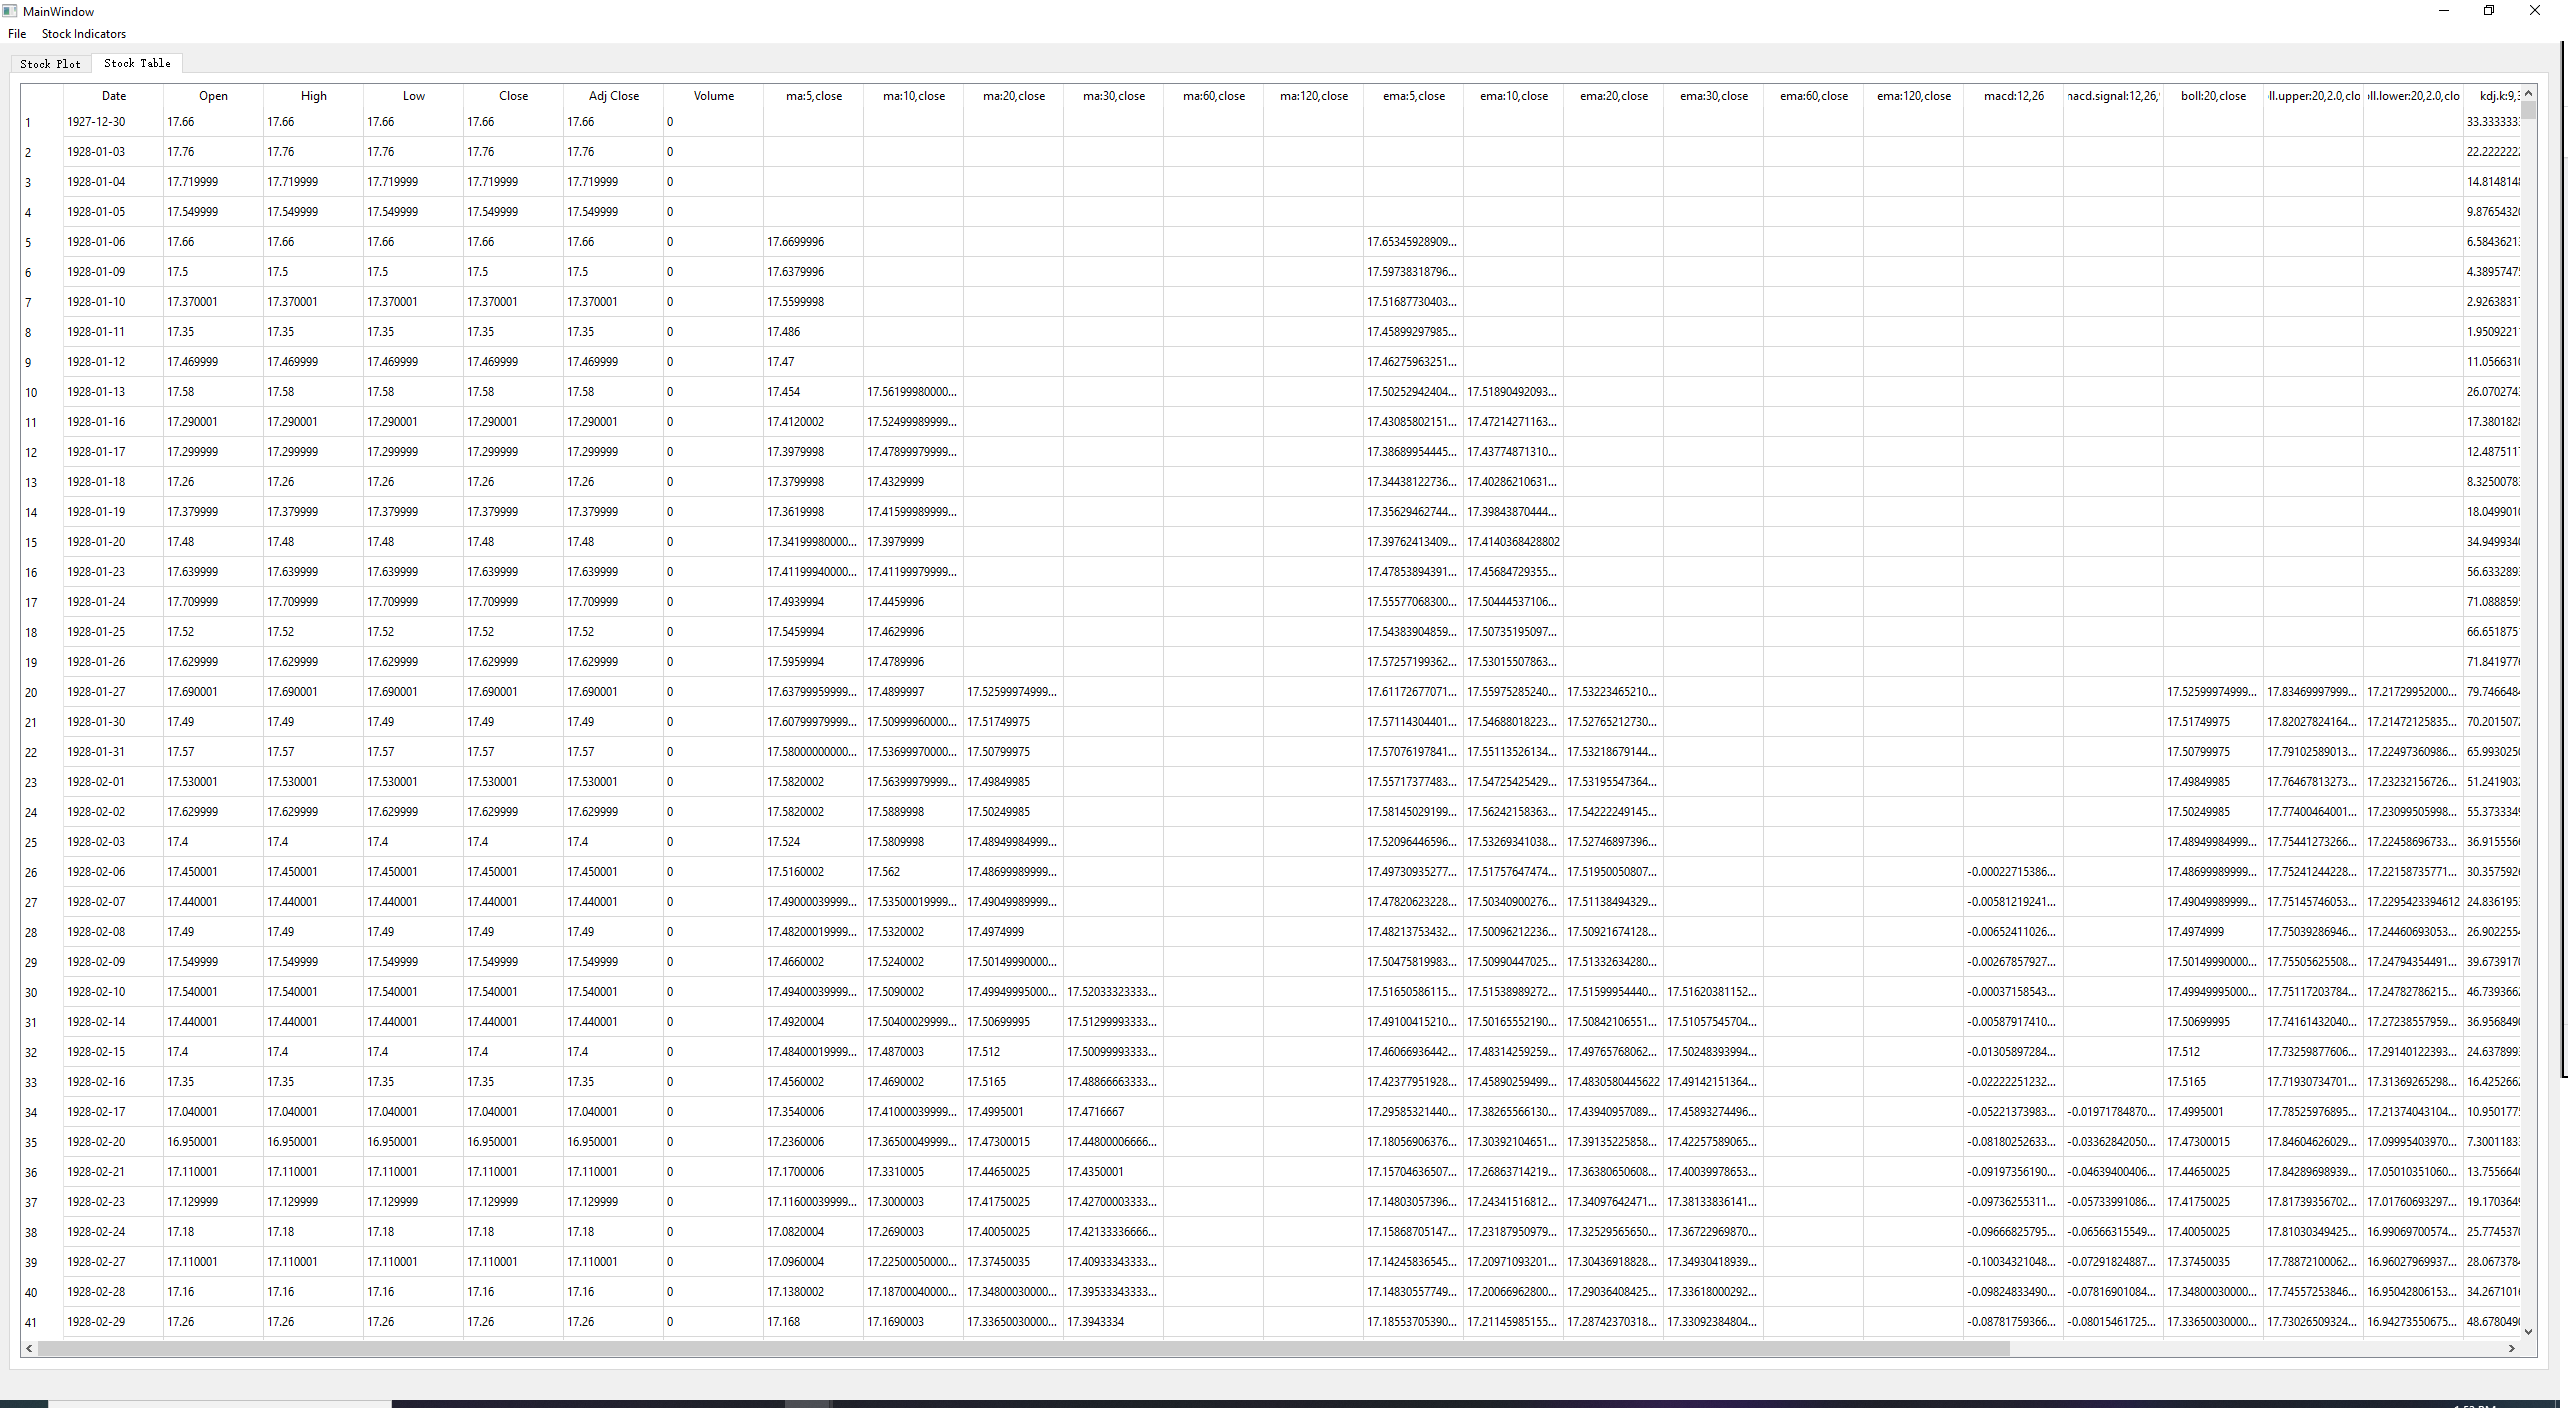 MainWindow
File Stock Indicators
Stock Plot Stock Table
Date Open High Low Close Adj Close Volume ma:5,close ma:10,close ma:20,close ma:30,close ma:60,close ma:120,close ema:5,close ema:10,close ema:20,close ema:30,close ema:60,close ema:120,close macd:12,26 nacd.signal:12,26,9 boll:20,close ll.upper:20,2.0,clo ll.lower:20,2.0,clo kdj.k:9,3
1 1927-12-30 17.66 17.66 17.66 17.66 17.66 0 33.3333333
2 1928-01-03 17.76 17.76 17.76 17.76 17.76 0 22.2222222
3 1928-01-04 17.719999 17.719999 17.719999 17.719999 17.719999 0 14.8148148
4 1928-01-05 17.549999 17.549999 17.549999 17.549999 17.549999 0 9.87654320
5 1928-01-06 17.66 17.66 17.66 17.66 17.66 0 17.6699996 17.65345928909... 6.58436213
6 1928-01-09 17.5 17.5 17.5 17.5 17.5 0 17.6379996 17.59738318796... 4.38957475
7 1928-01-10 17.370001 17.370001 17.370001 17.370001 17.370001 0 17.5599998 17.51687730403... 2.92638317
8 1928-01-11 17.35 17.35 17.35 17.35 17.35 0 17.486 17.45899297985... 1.95092211
9 1928-01-12 17.469999 17.469999 17.469999 17.469999 17.469999 0 17.47 17.46275963251... 11.0566310
10 1928-01-13 17.58 17.58 17.58 17.58 17.58 0 17.454 17.56199980000... 17.50252942404... 17.51890492093... 26.0702743
11 1928-01-16 17.290001 17.290001 17.290001 17.290001 17.290001 0 17.4120002 17.52499989999... 17.43085802151... 17.47214271163... 17.3801828
12 1928-01-17 17.299999 17.299999 17.299999 17.299999 17.299999 0 17.3979998 17.47899979999... 17.38689954445... 17.43774871310... 12.4875117
13 1928-01-18 17.26 17.26 17.26 17.26 17.26 0 17.3799998 17.4329999 17.34438122736... 17.40286210631... 8.32500783
14 1928-01-19 17.379999 17.379999 17.379999 17.379999 17.379999 0 17.3619998 17.41599989999... 17.35629462744... 17.39843870444... 18.0499010
15 1928-01-20 17.48 17.48 17.48 17.48 17.48 0 17.34199980000... 17.3979999 17.39762413409... 17.4140368428802 34.9499340
16 1928-01-23 17.639999 17.639999 17.639999 17.639999 17.639999 0 17.41199940000... 17.41199979999... 17.47853894391... 17.45684729355... 56.6332893
17 1928-01-24 17.709999 17.709999 17.709999 17.709999 17.709999 0 17.4939994 17.4459996 17.55577068300... 17.50444537106... 71.0888595
18 1928-01-25 17.52 17.52 17.52 17.52 17.52 0 17.5459994 17.4629996 17.54383904859... 17.50735195097... 66.6518757
19 1928-01-26 17.629999 17.629999 17.629999 17.629999 17.629999 0 17.5959994 17.4789996 17.57257199362... 17.53015507863... 71.8419776
20 1928-01-27 17.690001 17.690001 17.690001 17.690001 17.690001 0 17.63799959999... 17.4899997 17.52599974999... 17.61172677071... 17.55975285240... 17.53223465210... 17.52599974999... 17.83469997999... 17.21729952000... 79.7466484
21 1928-01-30 17.49 17.49 17.49 17.49 17.49 0 17.60799979999... 17.50999960000... 17.51749975 17.57114304401... 17.54688018223... 17.52765212730... 17.51749975 17.82027824164... 17.21472125835... 70.2015072
22 1928-01-31 17.57 17.57 17.57 17.57 17.57 0 17.58000000000... 17.53699970000... 17.50799975 17.57076197841... 17.55113526134... 17.53218679144... 17.50799975 17.79102589013... 17.22497360986... 65.9930250
23 1928-02-01 17.530001 17.530001 17.530001 17.530001 17.530001 0 17.5820002 17.56399979999... 17.49849985 17.55717377483... 17.54725425429... 17.53195547364... 17.49849985 17.76467813273... 17.23232156726... 51.2419032
24 1928-02-02 17.629999 17.629999 17.629999 17.629999 17.629999 0 17.5820002 17.5889998 17.50249985 17.58145029199... 17.56242158363... 17.54222249145... 17.50249985 17.77400464001... 17.23099505998... 55.3733349
25 1928-02-03 17.4 17.4 17.4 17.4 17.4 0 17.524 17.5809998 17.48949984999... 17.52096446596... 17.53269341038... 17.52746897396... 17.48949984999... 17.75441273266... 17.22458696733... 36.9155566
26 1928-02-06 17.450001 17.450001 17.450001 17.450001 17.450001 0 17.5160002 17.562 17.48699989999... 17.49730935277... 17.51757647474... 17.51950050807... -0.00022715386... 17.48699989999... 17.75241244228... 17.22158735771... 30.3575926
27 1928-02-07 17.440001 17.440001 17.440001 17.440001 17.440001 0 17.49000039999... 17.53500019999... 17.49049989999... 17.47820623228... 17.50340900276... 17.51138494329... -0.00581219241... 17.49049989999... 17.75145746053... 17.2295423394612 24.8361953
28 1928-02-08 17.49 17.49 17.49 17.49 17.49 0 17.48200019999... 17.5320002 17.4974999 17.48213753432... 17.50096212236... 17.50921674128... -0.00652411026... 17.4974999 17.75039286946... 17.24460693053... 26.9022554
29 1928-02-09 17.549999 17.549999 17.549999 17.549999 17.549999 0 17.4660002 17.5240002 17.50149990000... 17.50475819983... 17.50990447025... 17.51332634280... -0.00267857927... 17.50149990000... 17.75505625508... 17.24794354491... 39.6739170
30 1928-02-10 17.540001 17.540001 17.540001 17.540001 17.540001 0 17.49400039999... 17.5090002 17.49949995000... 17.52033323333... 17.51650586115... 17.51538989272... 17.51599954440... 17.51620381152... -0.00037158543... 17.49949995000... 17.75117203784... 17.24782786215... 46.7393662
31 1928-02-14 17.440001 17.440001 17.440001 17.440001 17.440001 0 17.4920004 17.50400029999... 17.50699995 17.51299993333... 17.49100415210... 17.50165552190... 17.50842106551... 17.51057545704... -0.00587917410... 17.50699995 17.74161432040... 17.27238557959... 36.9568490
32 1928-02-15 17.4 17.4 17.4 17.4 17.4 0 17.48400019999... 17.4870003 17.512 17.50099993333... 17.46066936442... 17.48314259259... 17.49765768062... 17.50248393994... -0.01305897284... 17.512 17.73259877606... 17.29140122393... 24.6378993
33 1928-02-16 17.35 17.35 17.35 17.35 17.35 0 17.4560002 17.4690002 17.5165 17.48866663333... 17.42377951928... 17.45890259499... 17.4830580445622 17.49142151364... -0.02222251232... 17.5165 17.71930734701... 17.31369265298... 16.4252662
34 1928-02-17 17.040001 17.040001 17.040001 17.040001 17.040001 0 17.3540006 17.41000039999... 17.4995001 17.4716667 17.29585321440... 17.38265566130... 17.43940957089... 17.45893274496... -0.05221373983... -0.01971784870... 17.4995001 17.78525976895... 17.21374043104... 10.9501775
35 1928-02-20 16.950001 16.950001 16.950001 16.950001 16.950001 0 17.2360006 17.36500049999... 17.47300015 17.44800006666... 17.18056906376... 17.30392104651... 17.39135225858... 17.42257589065... -0.08180252633... -0.03362842050... 17.47300015 17.84604626029... 17.09995403970... 7.30011833
36 1928-02-21 17.110001 17.110001 17.110001 17.110001 17.110001 0 17.1700006 17.3310005 17.44650025 17.4350001 17.15704636507... 17.26863714219... 17.36380650608... 17.40039978653... -0.09197356190... -0.04639400406... 17.44650025 17.84289698939... 17.05010351060... 13.7556640
37 1928-02-23 17.129999 17.129999 17.129999 17.129999 17.129999 0 17.11600039999... 17.3000003 17.41750025 17.42700003333... 17.14803057396... 17.24341516812... 17.34097642471... 17.38133836141... -0.09736255311... -0.05733991086... 17.41750025 17.81739356702... 17.01760693297... 19.1703649
38 1928-02-24 17.18 17.18 17.18 17.18 17.18 0 17.0820004 17.2690003 17.40050025 17.42133336666... 17.15868705147... 17.23187950979... 17.32529565650... 17.36722969870... -0.09666825795... -0.06566315549... 17.40050025 17.81030349425... 16.99069700574... 25.7745370
39 1928-02-27 17.110001 17.110001 17.110001 17.110001 17.110001 0 17.0960004 17.22500050000... 17.37450035 17.40933343333... 17.14245836545... 17.20971093201... 17.30436918828... 17.34930418939... -0.10034321048... -0.07291824887... 17.37450035 17.78872100062... 16.96027969937... 28.0673784
40 1928-02-28 17.16 17.16 17.16 17.16 17.16 0 17.1380002 17.18700040000... 17.34800030000... 17.39533343333... 17.14830557749... 17.20066962800... 17.29036408425... 17.33618000292... -0.09824833490... -0.07816901084... 17.34800030000... 17.74557253846... 16.95042806153... 34.2671016
41 1928-02-29 17.26 17.26 17.26 17.26 17.26 0 17.168 17.1690003 17.33650030000... 17.3943334 17.18553705390... 17.21145985155... 17.28742370318... 17.33092384804... -0.08781759366... -0.08015461725... 17.33650030000... 17.73026509324... 16.94273550675... 48.6780490